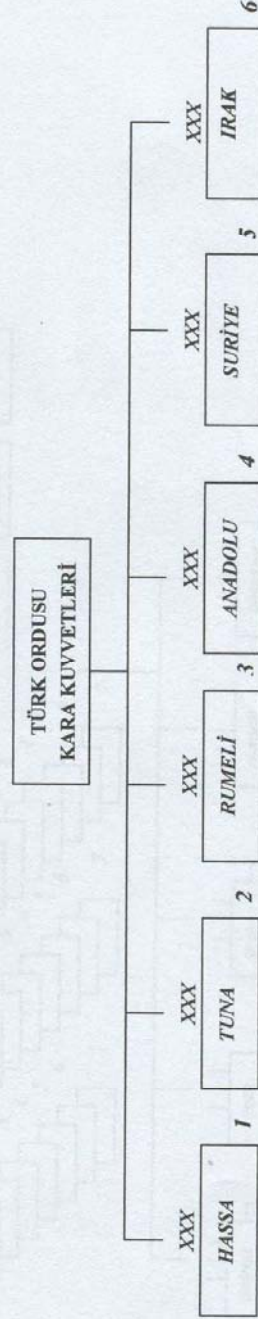 TÜRK ORDUSU
KARA KUVVETLERİ
XXX XXX XXX XXX XXX XXX
HASSA TUNA RUMELİ ANADOLU SURİYE IRAK
1 2 3 4 5 6